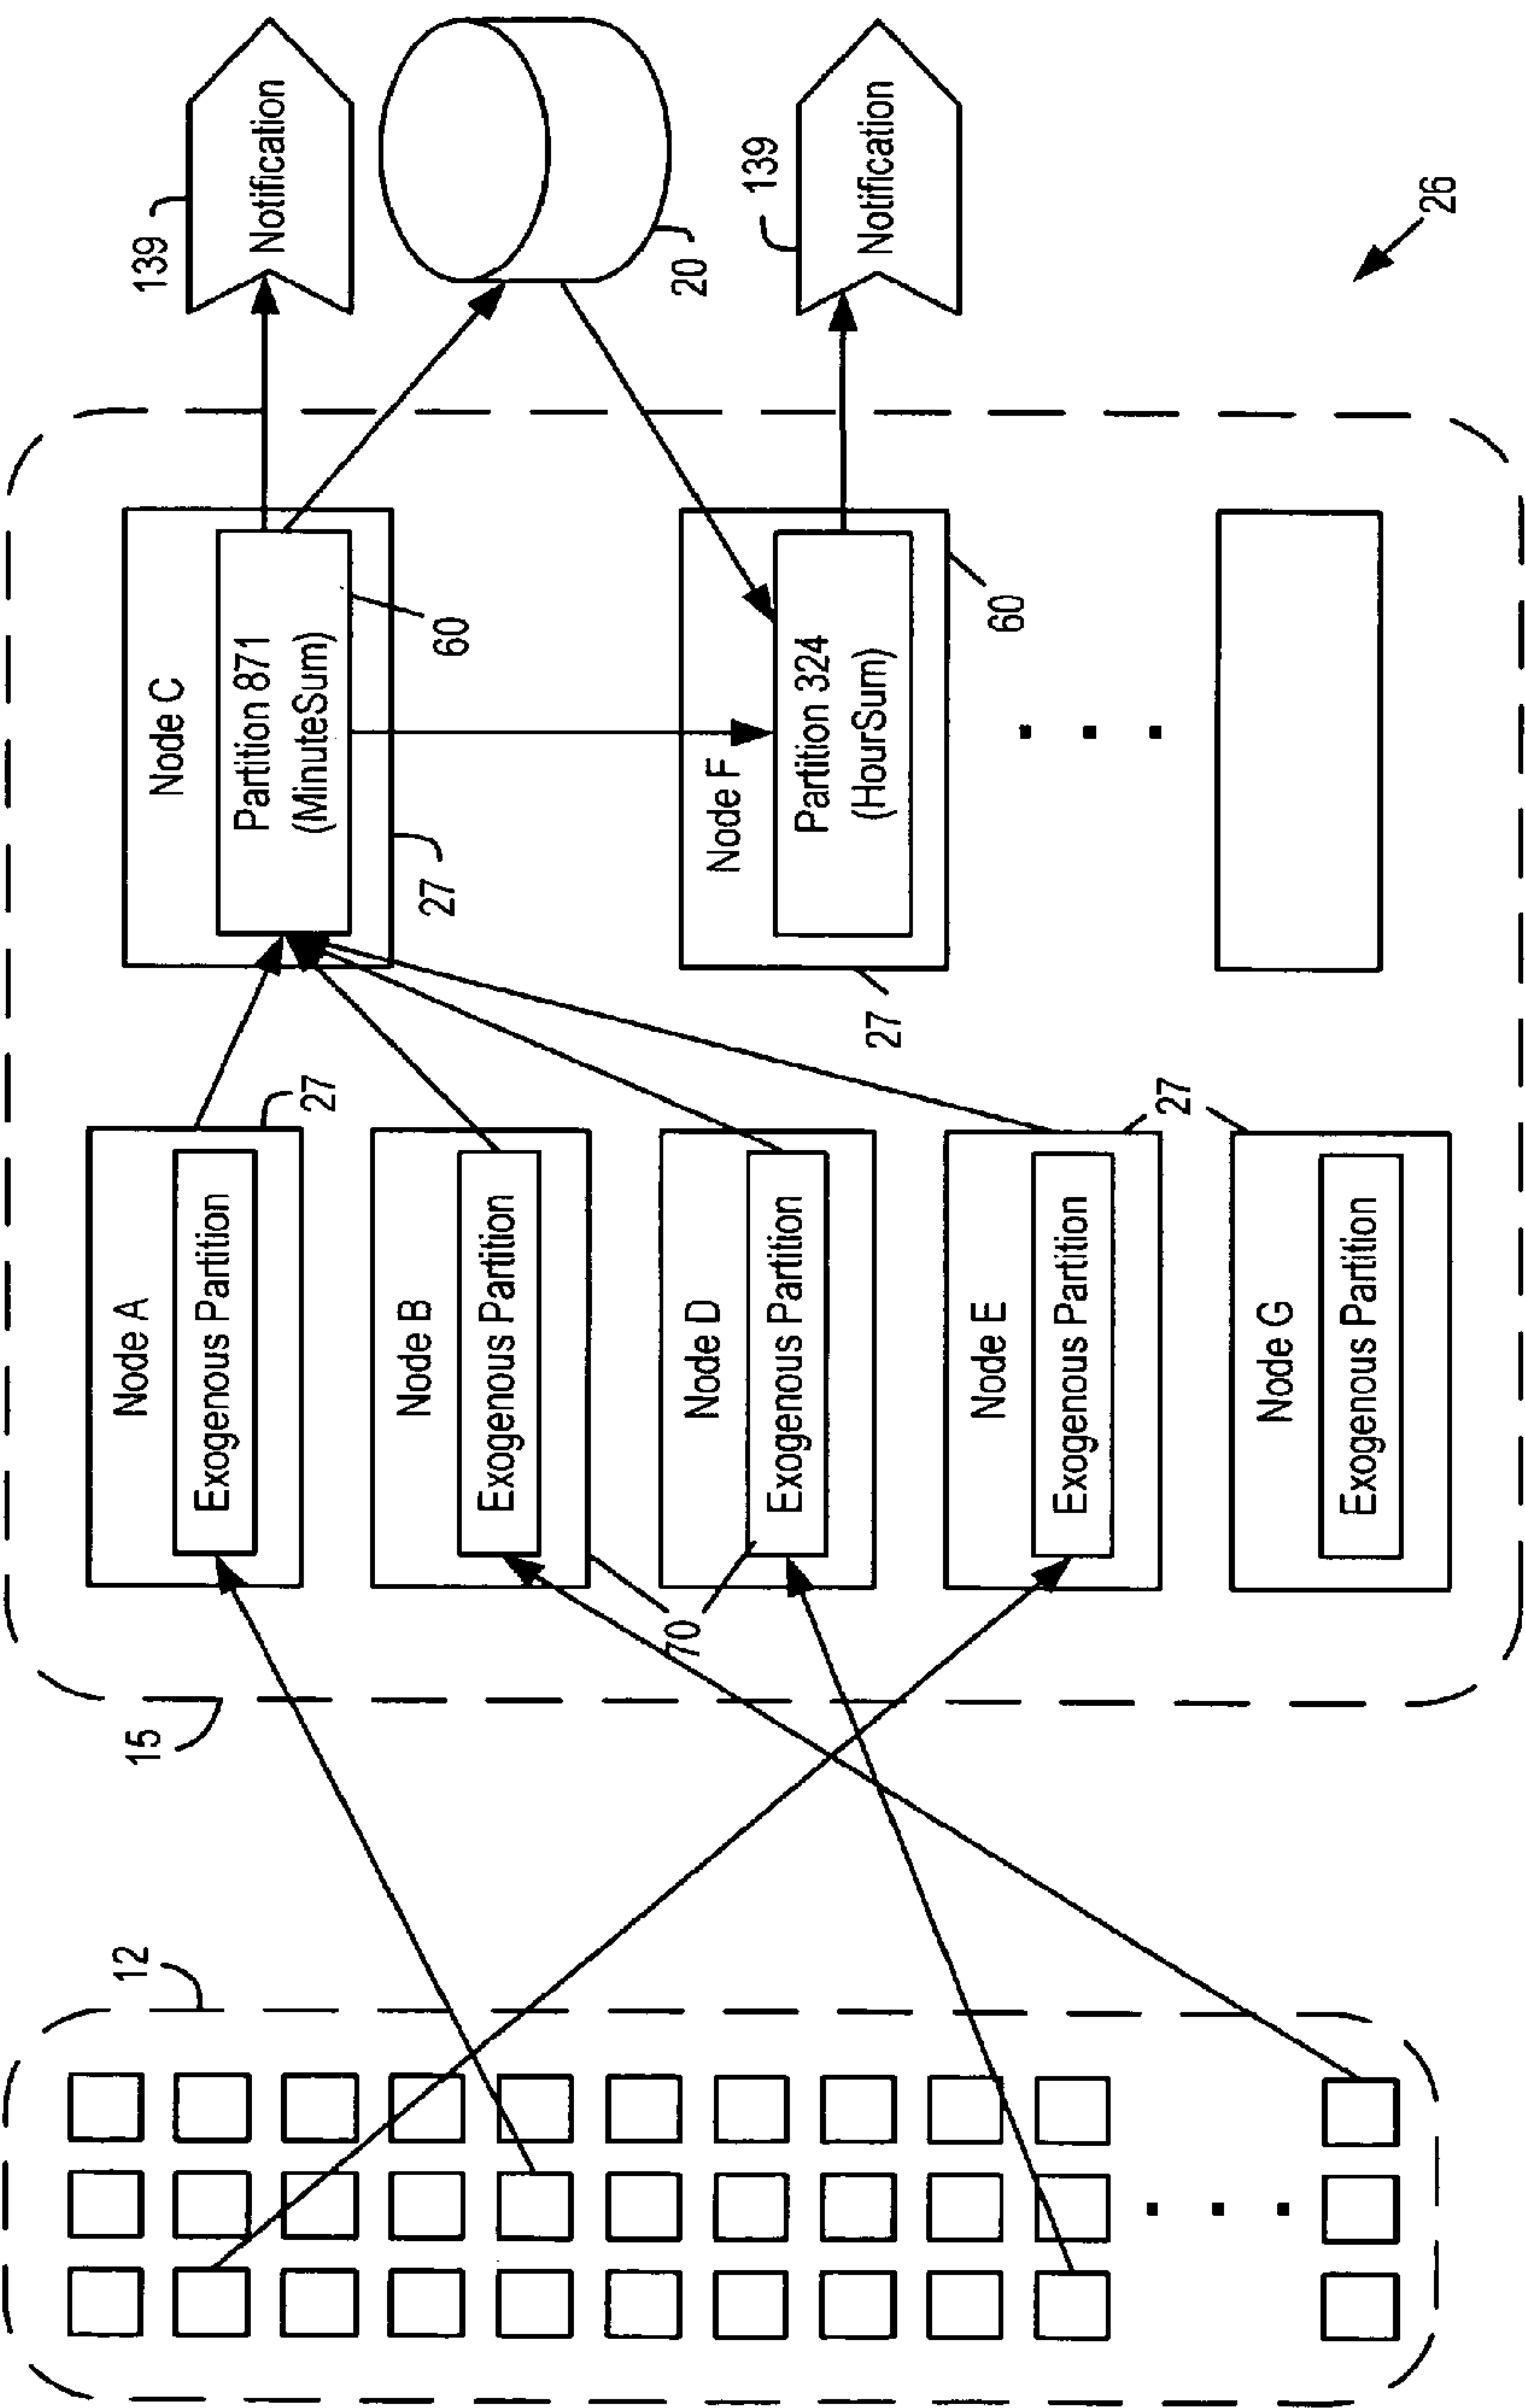 12
15
Node A
Exogenous Partition
27
Node B
Exogenous Partition
70
Node D
Exogenous Partition
Node E
Exogenous Partition
27
Node G
Exogenous Partition
Node C
Partition 871
(MinuteSum)
60
27
Node F
Partition 324
(HourSum)
60
27
139
Notification
20
139
Notification
26